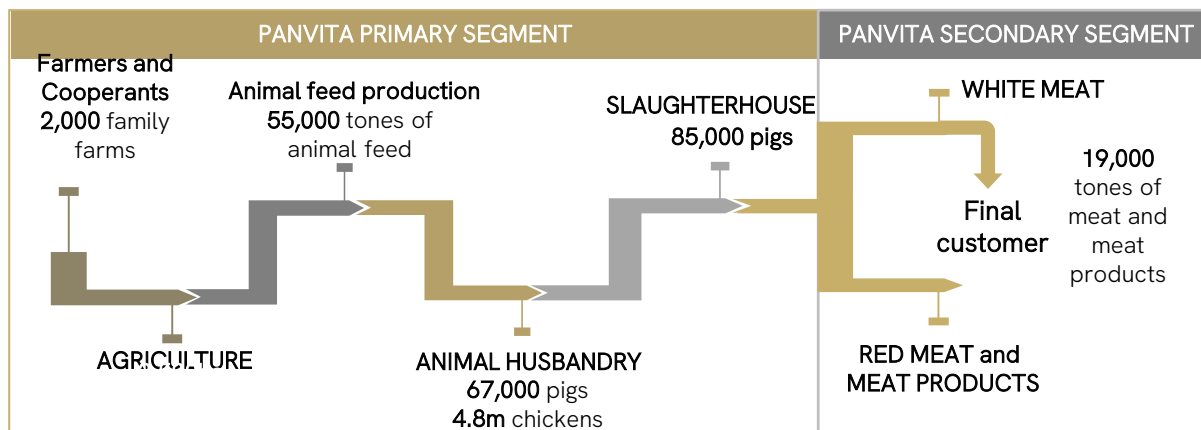 PANVITA PRIMARY SEGMENT
PANVITA SECONDARY SEGMENT
Farmers and
Cooperants
2,000 family
farms
Animal feed production
55,000 tones of
animal feed
SLAUGHTERHOUSE
85,000 pigs
WHITE MEAT
19,000
tones of
meat and
meat
products
Final
customer
AGRICULTURE
ANIMAL HUSBANDRY
67,000 pigs
4.8m chickens
RED MEAT and
MEAT PRODUCTS